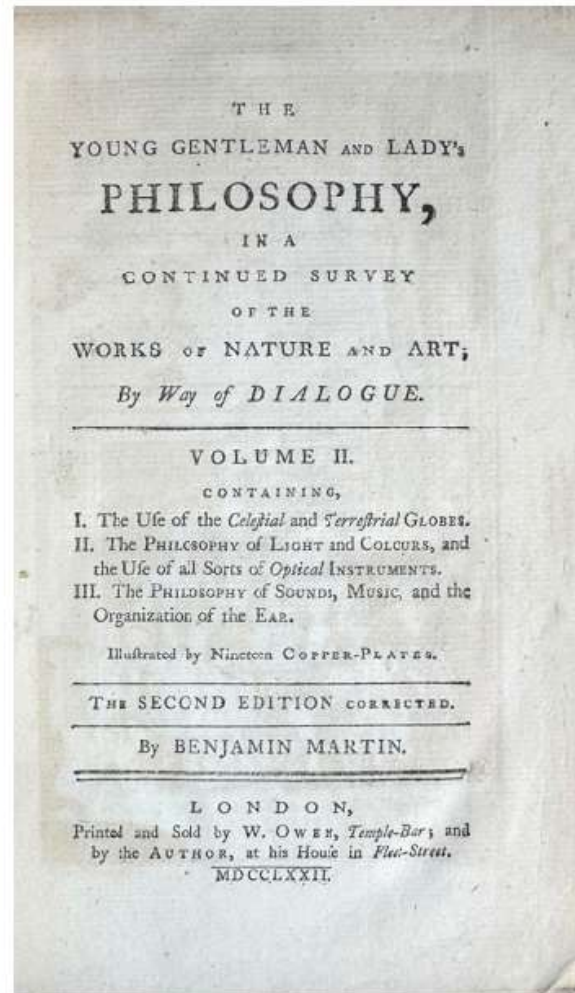 THE
YOUNG GENTLEMAN AND LADY's
PHILOSOPHY,
IN A
CONTINUED SURVEY
OF THE
WORKS OF NATURE AND ART;
By Way of DIALOGUE.
VOLUME II.
CONTAINING,
I. The Uſe of the Celeſtial and Terreſtrial GLOBES.
II. The PHILOSOPHY of LIGHT and COLOURS, and
the Uſe of all Sorts of Optical INSTRUMENTS.
III. The PHILOSOPHY of SOUNDS, MUSIC, and the
Organization of the EAR.
Illuſtrated by Nineteen COPPER-PLATES.
THE SECOND EDITION CORRECTED.
By BENJAMIN MARTIN.
LONDON,
Printed and Sold by W. OWEN, Temple-Bar; and
by the AUTHOR, at his Houſe in Fleet-Street.
MDCCLXXII.